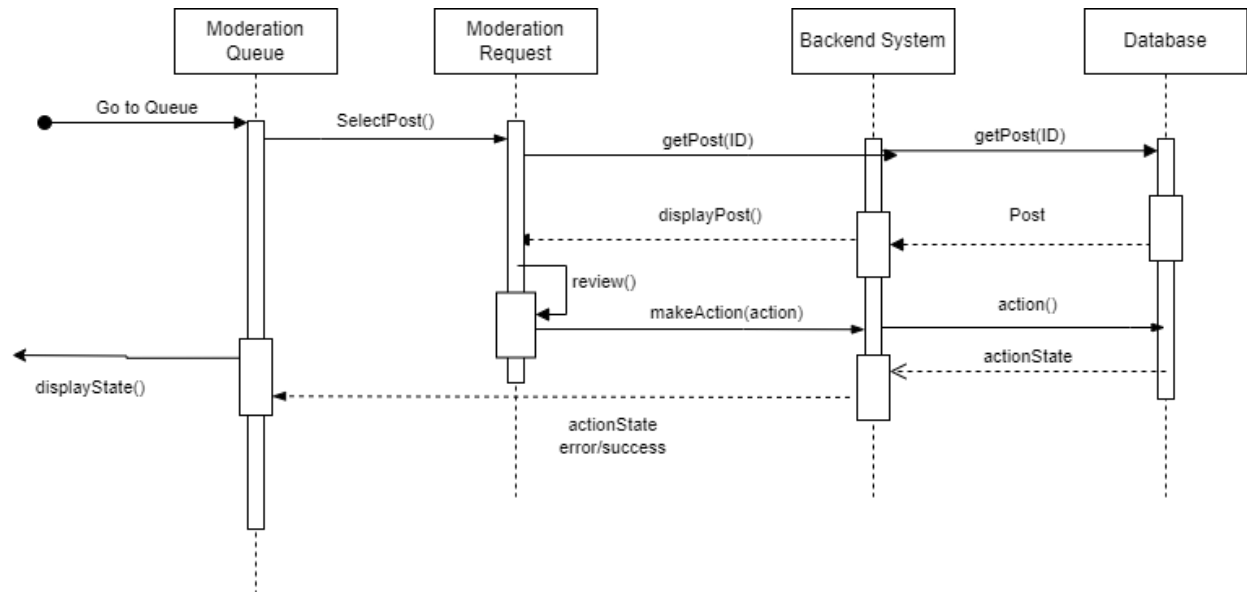 Moderation
Queue
Moderation
Request
Backend System
Database
Go to Queue
SelectPost()
getPost(ID)
getPost(ID)
displayPost()
Post
review()
makeAction(action)
action()
displayState()
actionState
actionState
error/success